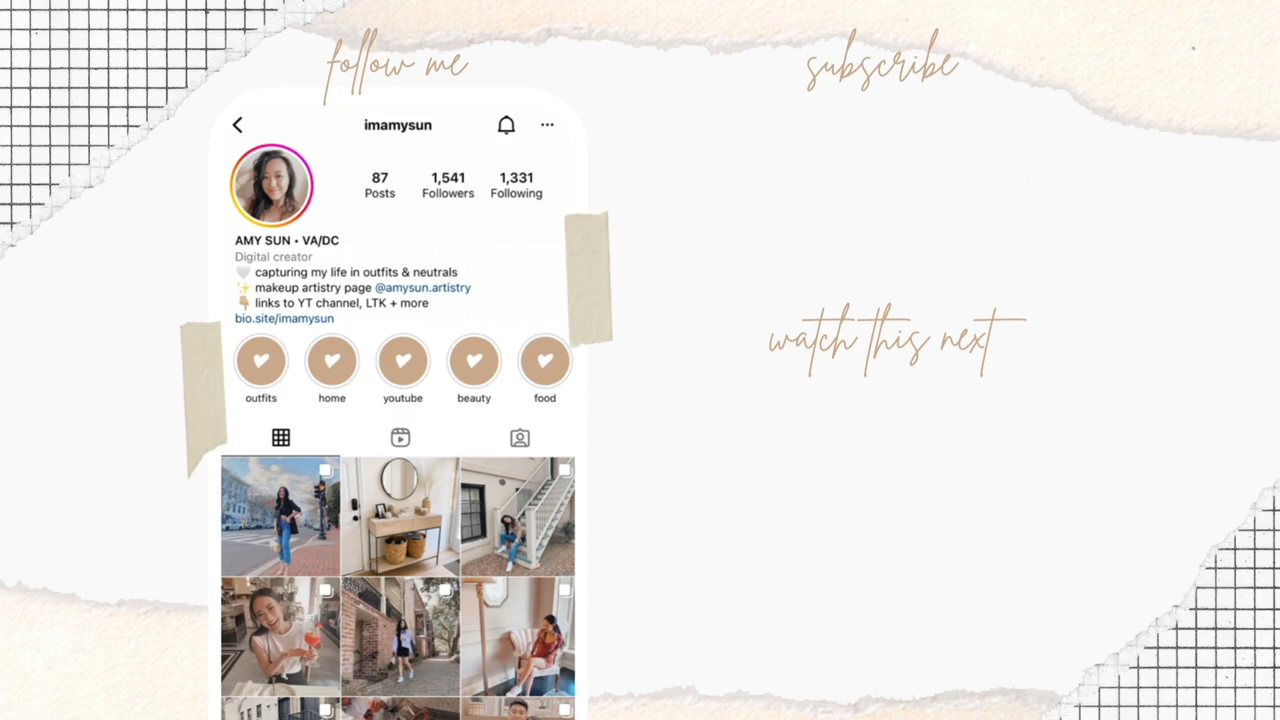 follow me
subscribe
imamysun
87 1,541 1,331
Posts Followers Following
AMY SUN • VA/DC
Digital creator
🤍 capturing my life in outfits & neutrals
✨ makeup artistry page @amysun.artistry
👇🏼 links to YT channel, LTK + more
bio.site/imamysun
outfits home youtube beauty food
watch this next